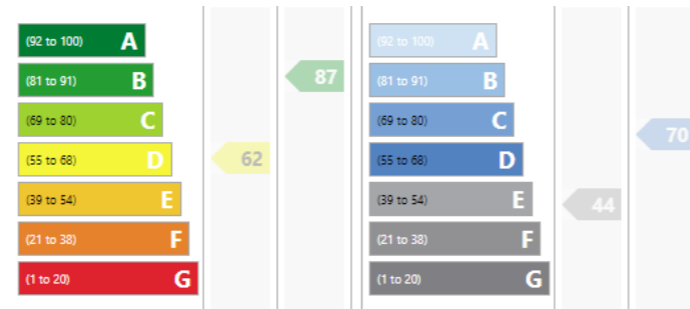 (92 to 100) A
(81 to 91) B
87
(69 to 80) C
(55 to 68) D
62
(39 to 54) E
(21 to 38) F
(1 to 20) G
(92 to 100) A
(81 to 91) B
(69 to 80) C
70
(55 to 68) D
(39 to 54) E
44
(21 to 38) F
(1 to 20) G